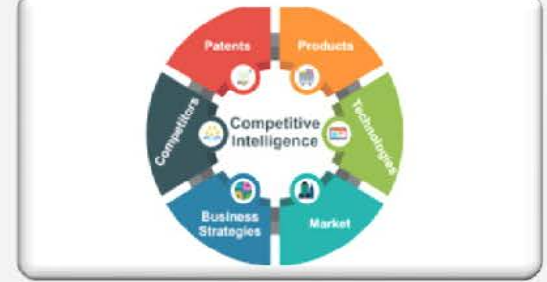 Patents
Products
Competitors
Competitive
Intelligence
Technologies
Business
Strategies
Market